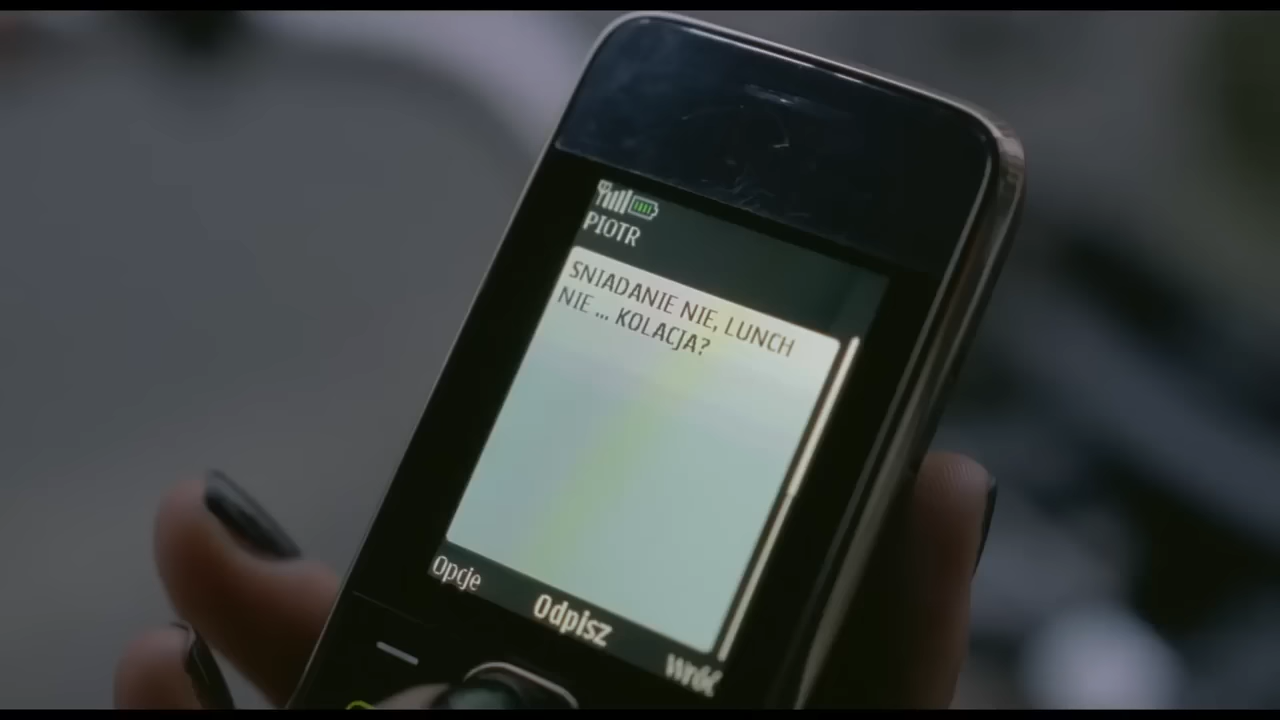 PIOTR
SNIADANIE NIE, LUNCH
NIE ... KOLACJA?
Opcje
Odpisz
Wróć